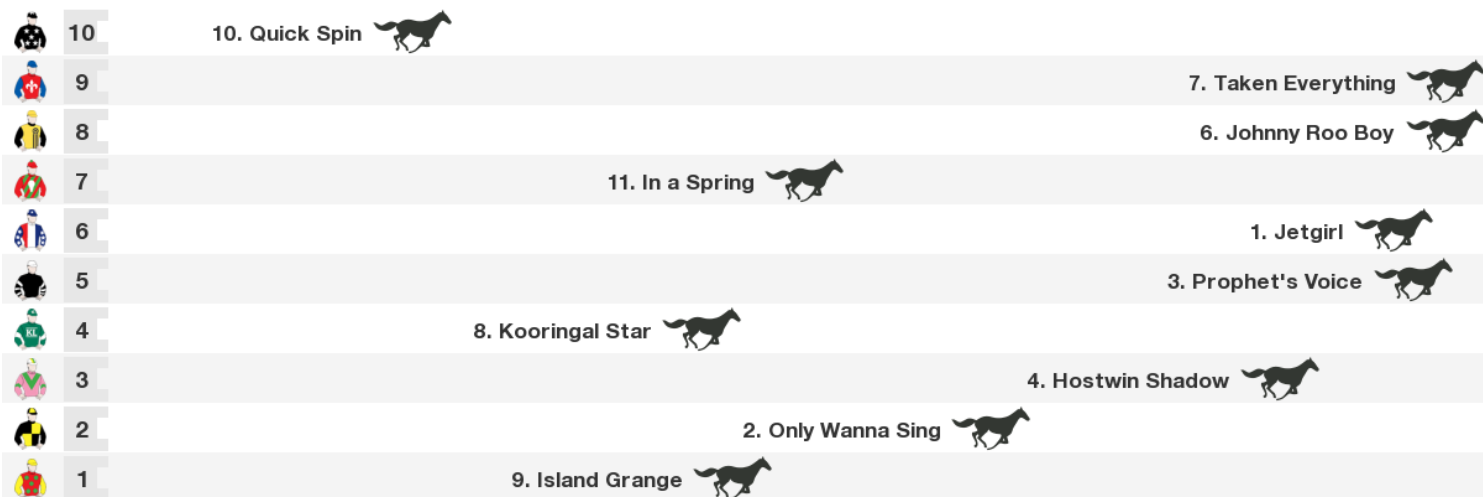 10 10. Quick Spin
9 7. Taken Everything
8 6. Johnny Roo Boy
7 11. In a Spring
6 1. Jetgirl
5 3. Prophet's Voice
KL
4 8. Kooringal Star
3 4. Hostwin Shadow
2 2. Only Wanna Sing
1 9. Island Grange